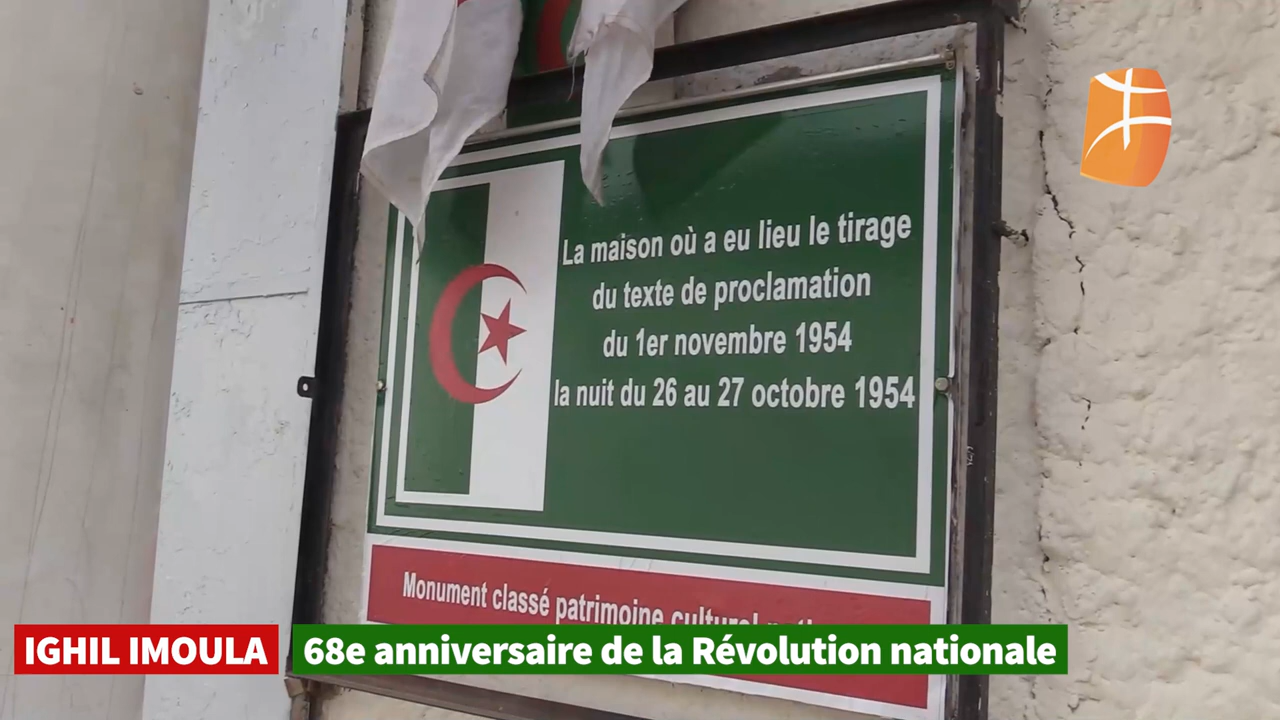 La maison où a eu lieu le tirage
du texte de proclamation
du 1er novembre 1954
la nuit du 26 au 27 octobre 1954
Monument classé patrimoine culturel
IGHIL IMOULA
68e anniversaire de la Révolution nationale